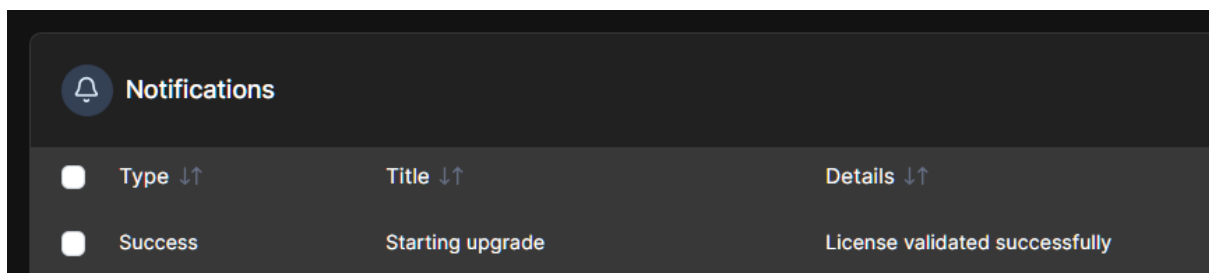 Notifications
Type Title Details
Success Starting upgrade License validated successfully